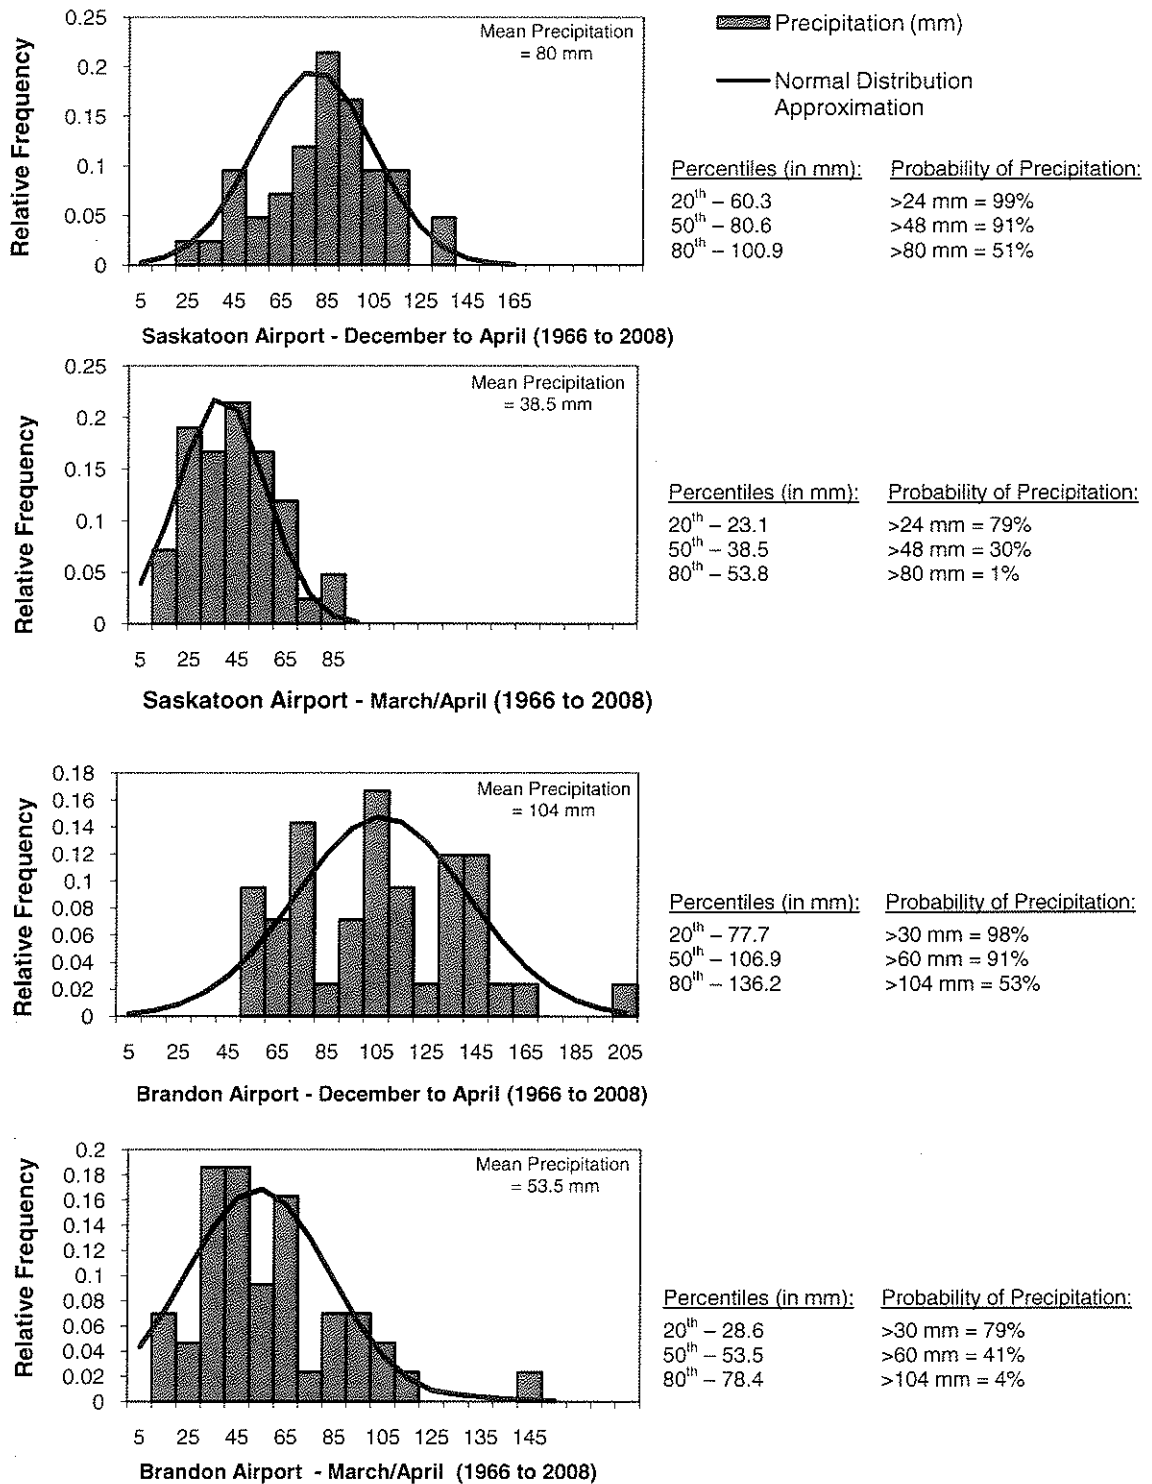 Precipitation (mm)
Normal Distribution
Approximation
Relative Frequency
0.25
0.2
0.15
0.1
0.05
0
Mean Precipitation
= 80 mm
5 25 45 65 85 105 125 145 165
Saskatoon Airport - December to April (1966 to 2008)
Percentiles (in mm): Probability of Precipitation:
20th – 60.3 >24 mm = 99%
50th – 80.6 >48 mm = 91%
80th – 100.9 >80 mm = 51%
Relative Frequency
0.25
0.2
0.15
0.1
0.05
0
Mean Precipitation
= 38.5 mm
5 25 45 65 85
Saskatoon Airport - March/April (1966 to 2008)
Percentiles (in mm): Probability of Precipitation:
20th – 23.1 >24 mm = 79%
50th – 38.5 >48 mm = 30%
80th – 53.8 >80 mm = 1%
Relative Frequency
0.18
0.16
0.14
0.12
0.1
0.08
0.06
0.04
0.02
0
Mean Precipitation
= 104 mm
5 25 45 65 85 105 125 145 165 185 205
Brandon Airport - December to April (1966 to 2008)
Percentiles (in mm): Probability of Precipitation:
20th – 77.7 >30 mm = 98%
50th – 106.9 >60 mm = 91%
80th – 136.2 >104 mm = 53%
Relative Frequency
0.2
0.18
0.16
0.14
0.12
0.1
0.08
0.06
0.04
0.02
0
Mean Precipitation
= 53.5 mm
5 25 45 65 85 105 125 145
Brandon Airport - March/April (1966 to 2008)
Percentiles (in mm): Probability of Precipitation:
20th – 28.6 >30 mm = 79%
50th – 53.5 >60 mm = 41%
80th – 78.4 >104 mm = 4%